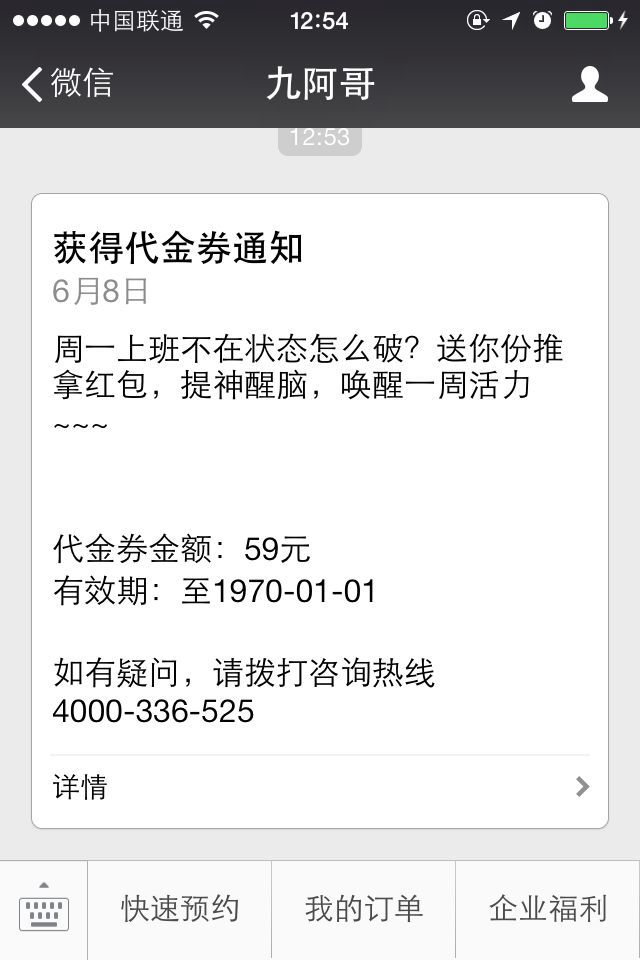 中国联通 12:54
微信 九阿哥
12:53
获得代金券通知
6月8日
周一上班不在状态怎么破？送你份推
拿红包，提神醒脑，唤醒一周活力
~~~
代金券金额：59元
有效期：至1970-01-01
如有疑问，请拨打咨询热线
4000-336-525
详情
快速预约 我的订单 企业福利